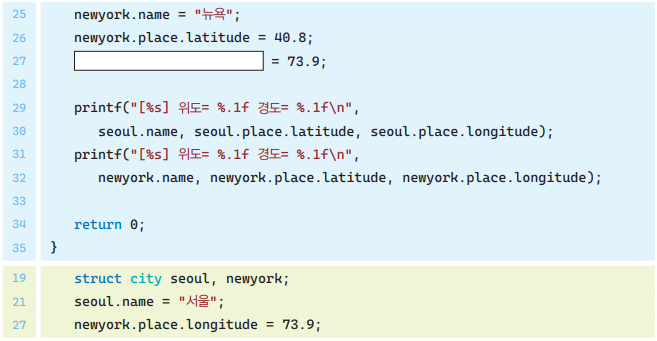 25 newyork.name = "뉴욕";
26 newyork.place.latitude = 40.8;
27 = 73.9;
28
29 printf("[%s] 위도= %.1f 경도= %.1f\n",
30 seoul.name, seoul.place.latitude, seoul.place.longitude);
31 printf("[%s] 위도= %.1f 경도= %.1f\n",
32 newyork.name, newyork.place.latitude, newyork.place.longitude);
33
34 return 0;
35 }
19 struct city seoul, newyork;
21 seoul.name = "서울";
27 newyork.place.longitude = 73.9;